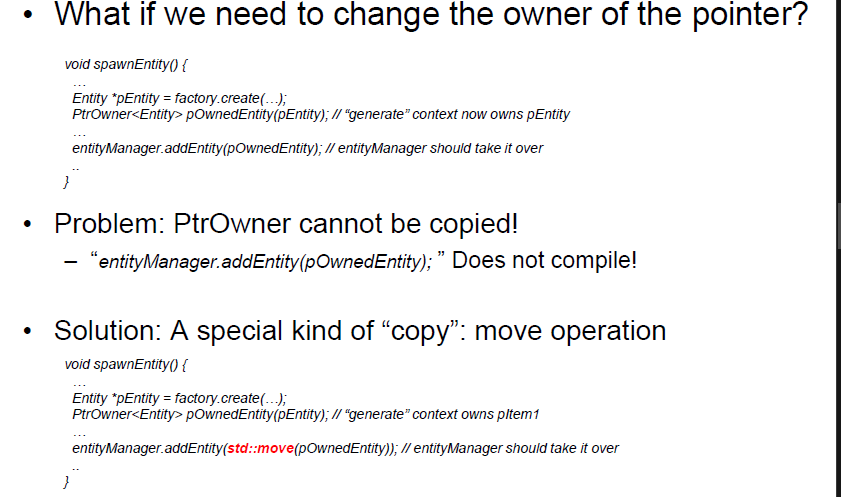 • What if we need to change the owner of the pointer?
void spawnEntity() {
…
Entity *pEntity = factory.create(…);
PtrOwner<Entity> pOwnedEntity(pEntity); // “generate” context now owns pEntity
…
entityManager.addEntity(pOwnedEntity); // entityManager should take it over
..
}
• Problem: PtrOwner cannot be copied!
– “entityManager.addEntity(pOwnedEntity); ” Does not compile!
• Solution: A special kind of “copy”: move operation
void spawnEntity() {
…
Entity *pEntity = factory.create(…);
PtrOwner<Entity> pOwnedEntity(pEntity); // “generate” context owns pItem1
…
entityManager.addEntity(std::move(pOwnedEntity)); // entityManager should take it over
..
}